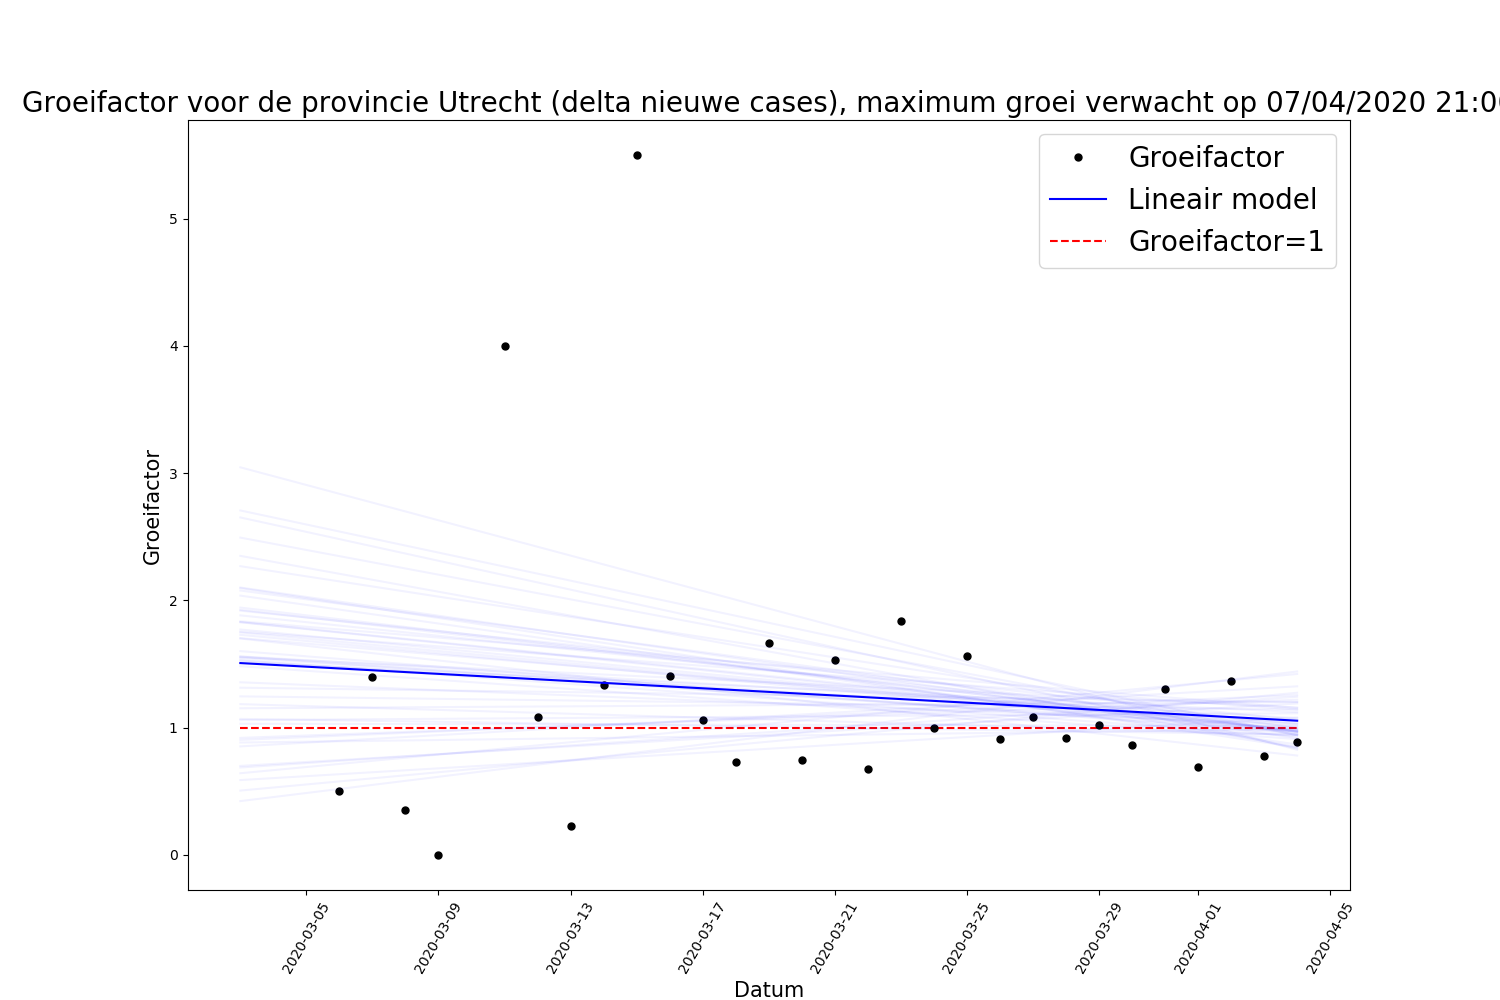 Groeifactor voor de provincie Utrecht (delta nieuwe cases), maximum groei verwacht op 07/04/2020 21:0
Groeifactor
Lineair model
Groeifactor=1
5
4
3
2
1
0
Groeifactor
2020-03-05
2020-03-09
2020-03-13
2020-03-17
2020-03-21
2020-03-25
2020-03-29
2020-04-01
2020-04-05
Datum